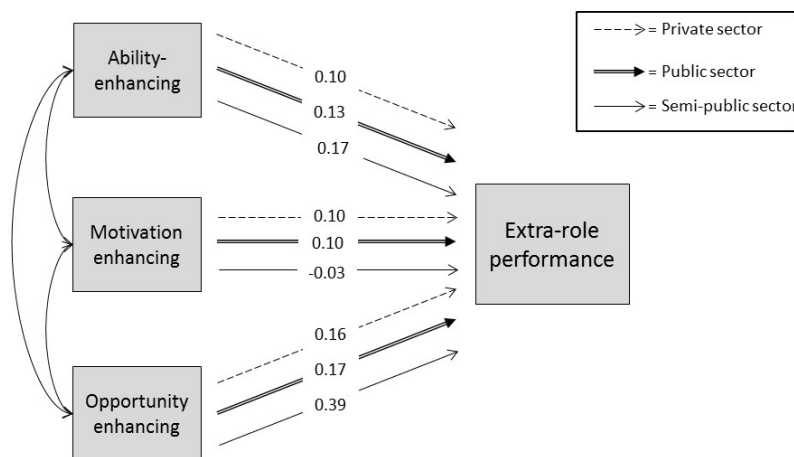 Ability-
enhancing
0.10
0.13
0.17
= Private sector
= Public sector
= Semi-public sector
Motivation
enhancing
0.10
0.10
-0.03
Extra-role
performance
Opportunity
enhancing
0.16
0.17
0.39